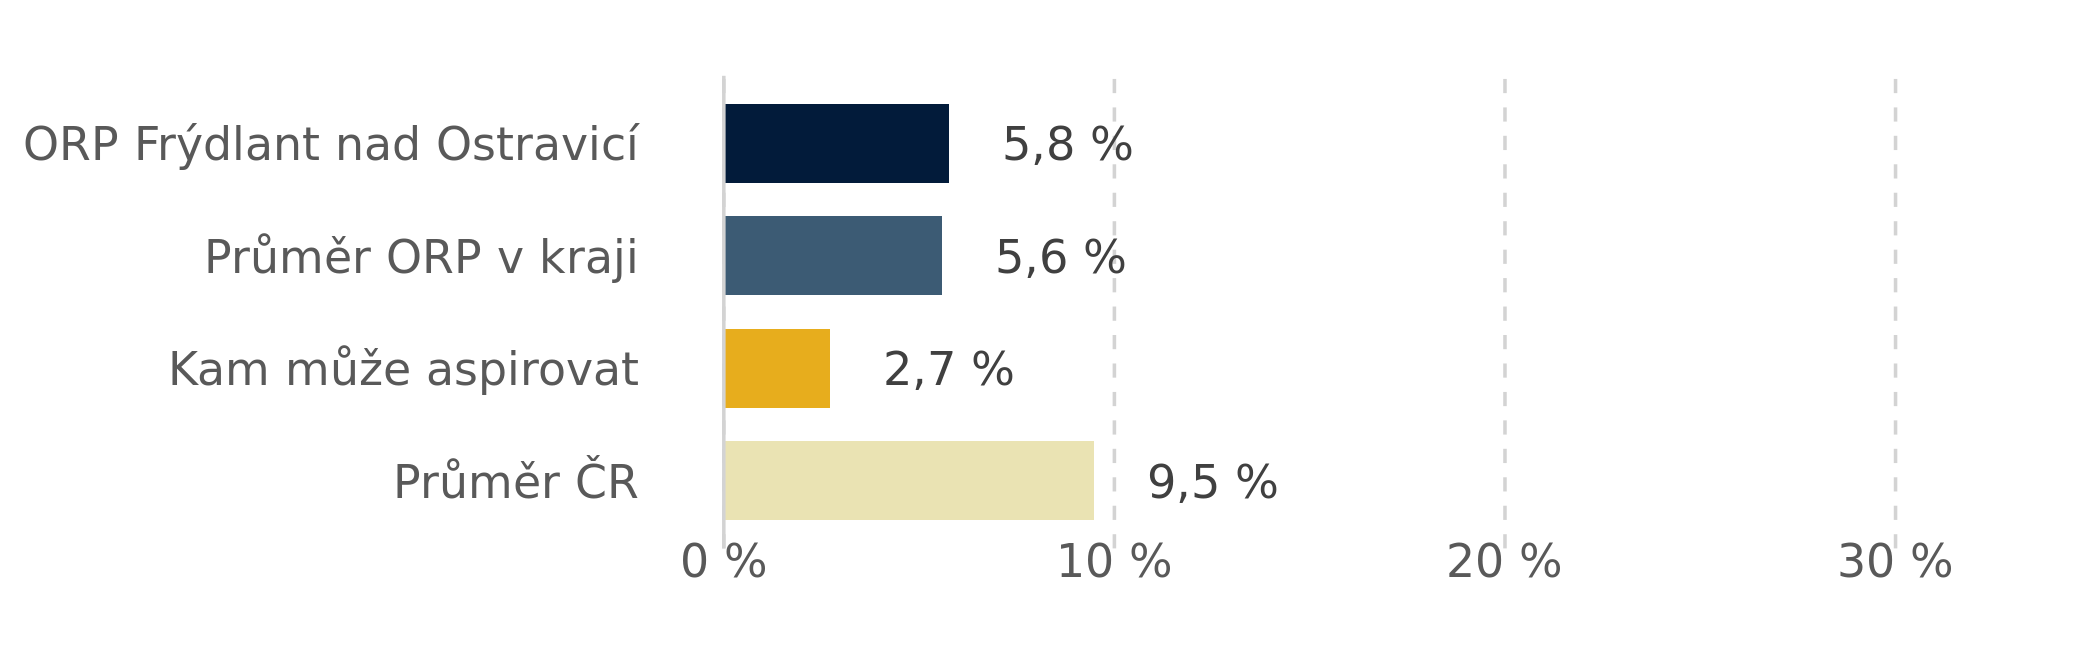 ORP Frýdlant nad Ostravicí 5,8 %
Průměr ORP v kraji 5,6 %
Kam může aspirovat 2,7 %
Průměr ČR 9,5 %
0 % 10 % 20 % 30 %